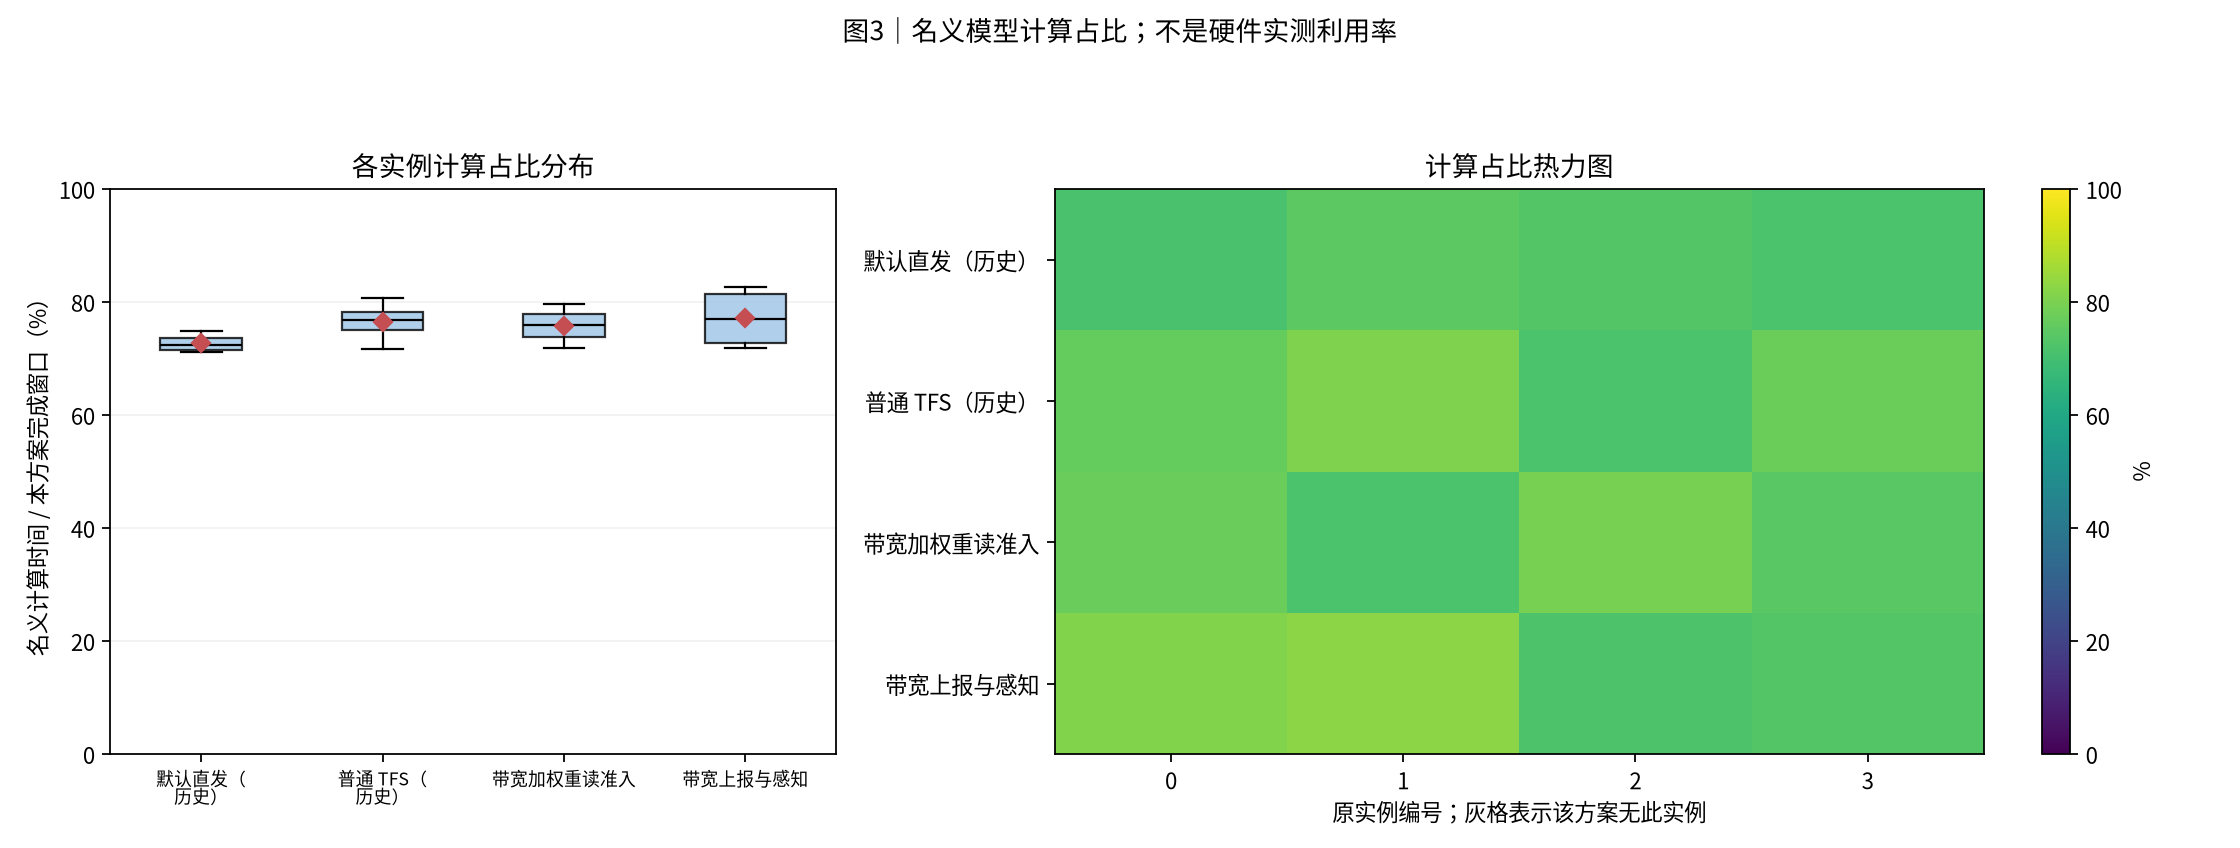 图3｜名义模型计算占比；不是硬件实测利用率
各实例计算占比分布
名义计算时间 / 本方案完成窗口（%）
100
80
60
40
20
0
默认直发（
历史）
普通 TFS（
历史）
带宽加权重读准入
带宽上报与感知
计算占比热力图
默认直发（历史）
普通 TFS（历史）
带宽加权重读准入
带宽上报与感知
0
1
2
3
原实例编号；灰格表示该方案无此实例
100
80
60
40
20
0
%